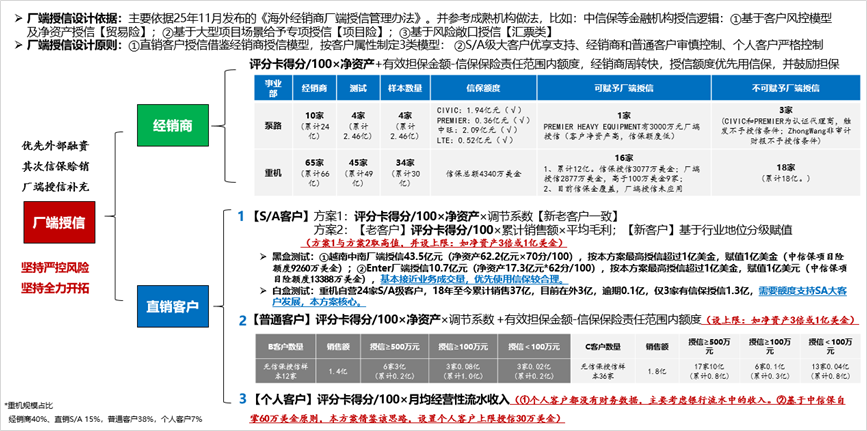 厂端授信设计依据：主要依据25年11月发布的《海外经销商厂端授信管理办法》。并参考成熟机构做法，比如：中信保等金融机构授信逻辑：①基于客户风控模型
及净资产授信【贸易险】；②基于大型项目场景给予专项授信【项目险】；③基于风险敞口授信【汇票类】
厂端授信设计原则：①直销客户授信借鉴经销商授信模型，按客户属性制定3类模型：②S/A级大客户优享支持、经销商和普通客户审慎控制、个人客户严格控制
评分卡得分/100×净资产+有效担保金额-信保保险责任范围内额度，经销商周转快，授信额度优先用信保，并鼓励担保
事业部 经销商 测试 样本数量 信保额度 可赋予厂端授信 不可赋予厂端授信
泵路 10家（累计24亿） 4家（累计2.46亿） 4家（累计2.46亿）
CIVIC：1.94亿元（√）
PREMIER：0.36亿元（√）
中旺：2.09亿元（√）
LTE：0.52亿元（√）
1家
PREMIER HEAVY EQUIPMENT有3000万元厂端
授信（客户净资产高，信保额度低）
3家
（CIVIC和PREMIER为认证代理商，触
发不予授信条件；ZhongWang非审计
财报不予授信条件）
重机 65家（累计66亿） 45家（累计49亿） 34家（累计30亿） 信保总额4340万美金
16家
1、累计12亿。信保授信3077万美金；厂端
授信2877万美金，高于100万美金9家；
2、目前信保全覆盖，厂端授信未应用
18家
（累计18亿。）
经销商
优先外部融资
其次信保赊销
厂端授信补充
厂端授信
坚持严控风险
坚持全力开拓
直销客户
1 【S/A客户】方案1：评分卡得分/100×净资产×调节系数【新老客户一致】
方案2：【老客户】评分卡得分/100×累计销售额×平均毛利；【新客户】基于行业地位分级赋值
（方案1与方案2取高值，并设上限：如净资产3倍或1亿美金）
黑盒测试：①越南中南厂端授信43.5亿元（净资产62.2亿元×70分/100），按本方案最高授信超过1亿美金，赋值1亿美金（中信保项目险
额度9260万美金）；②Enter厂端授信10.7亿元（净资产17.3亿元*62分/100），按本方案最高授信超过1亿美金，赋值1亿美元（中信保项
目险额度13388万美金），基本接近业务成交量，优先使用信保较合理。
白盒测试：重机自营24家S/A级客户，18年至今累计销售37亿，目前在外3亿，逾期0.1亿，仅3家有信保授信1.3亿，需要额度支持SA大客
户发展，本方案核心。
2 【普通客户】评分卡得分/100×净资产×调节系数 +有效担保金额-信保保险责任范围内额度（设上限：如净资产3倍或1亿美金）
B客户数量 销售额 授信≥500万元 授信≥100万元 授信＜100万元 C客户数量 销售额 授信≥500万元 授信≥100万元 授信＜100万元
无信保授信样本12家 1.4亿 6家3亿（累计0.2亿） 3家0.08亿（累计1.0亿） 3家0.02亿（累计0.2亿） 无信保授信样本36家 1.8亿 17家10亿（累计0.8亿） 6家0.1亿（累计0.3亿） 13家0.04亿（累计0.8亿）
3 【个人客户】评分卡得分/100×月均经营性流水收入（①个人客户都没有财务数据，主要考虑银行流水中的收入。②基于中信保自
掌60万美金原则，本方案借鉴该思路，设置个人客户上限授信30万美金）
*重机规模占比
经销商40%、直销S/A 15%，普通客户38%，个人客户7%